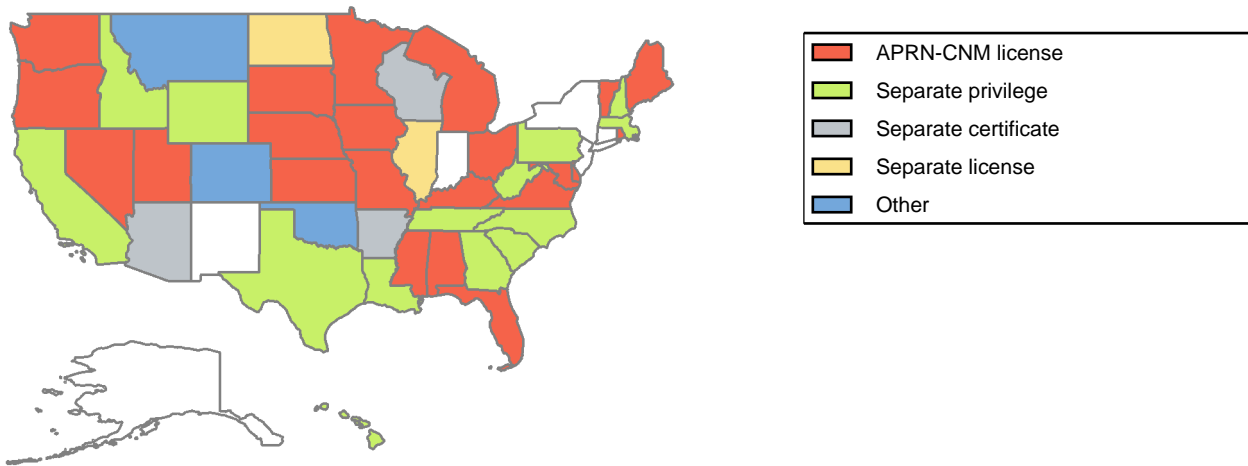 APRN-CNM license
Separate privilege
Separate certificate
Separate license
Other